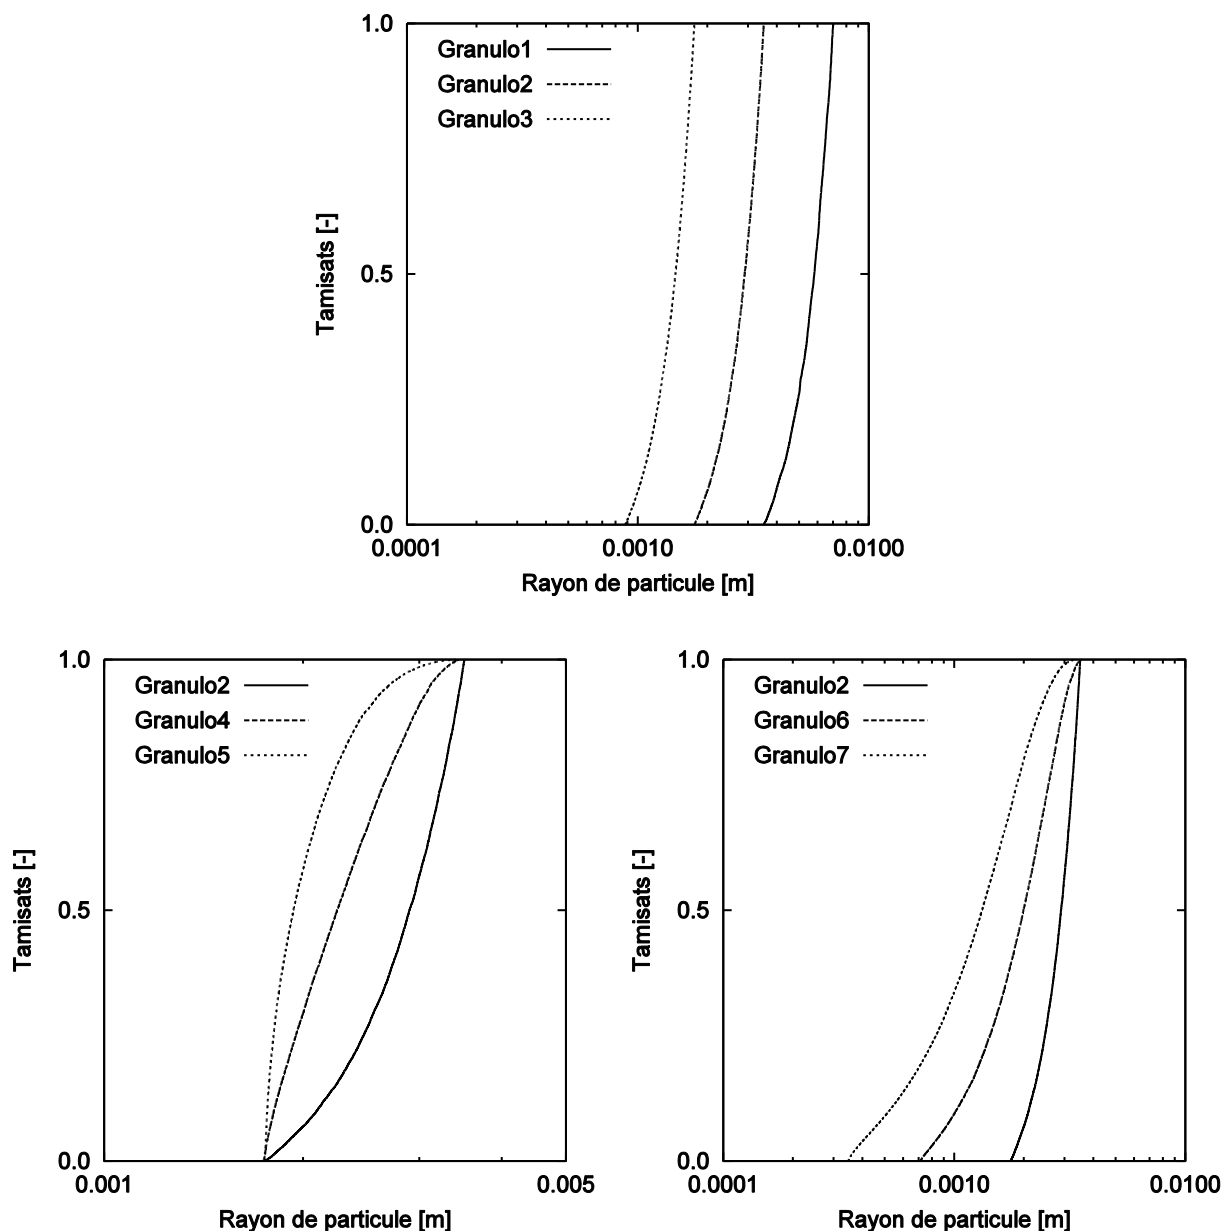 1.0
Granulo1
Granulo2
Granulo3
Tamisats [-]
0.5
0.0
0.0001 0.0010 0.0100
Rayon de particule [m]
1.0
Granulo2
Granulo4
Granulo5
Tamisats [-]
0.5
0.0
0.001 0.005
Rayon de particule [m]
1.0
Granulo2
Granulo6
Granulo7
Tamisats [-]
0.5
0.0
0.0001 0.0010 0.0100
Rayon de particule [m]